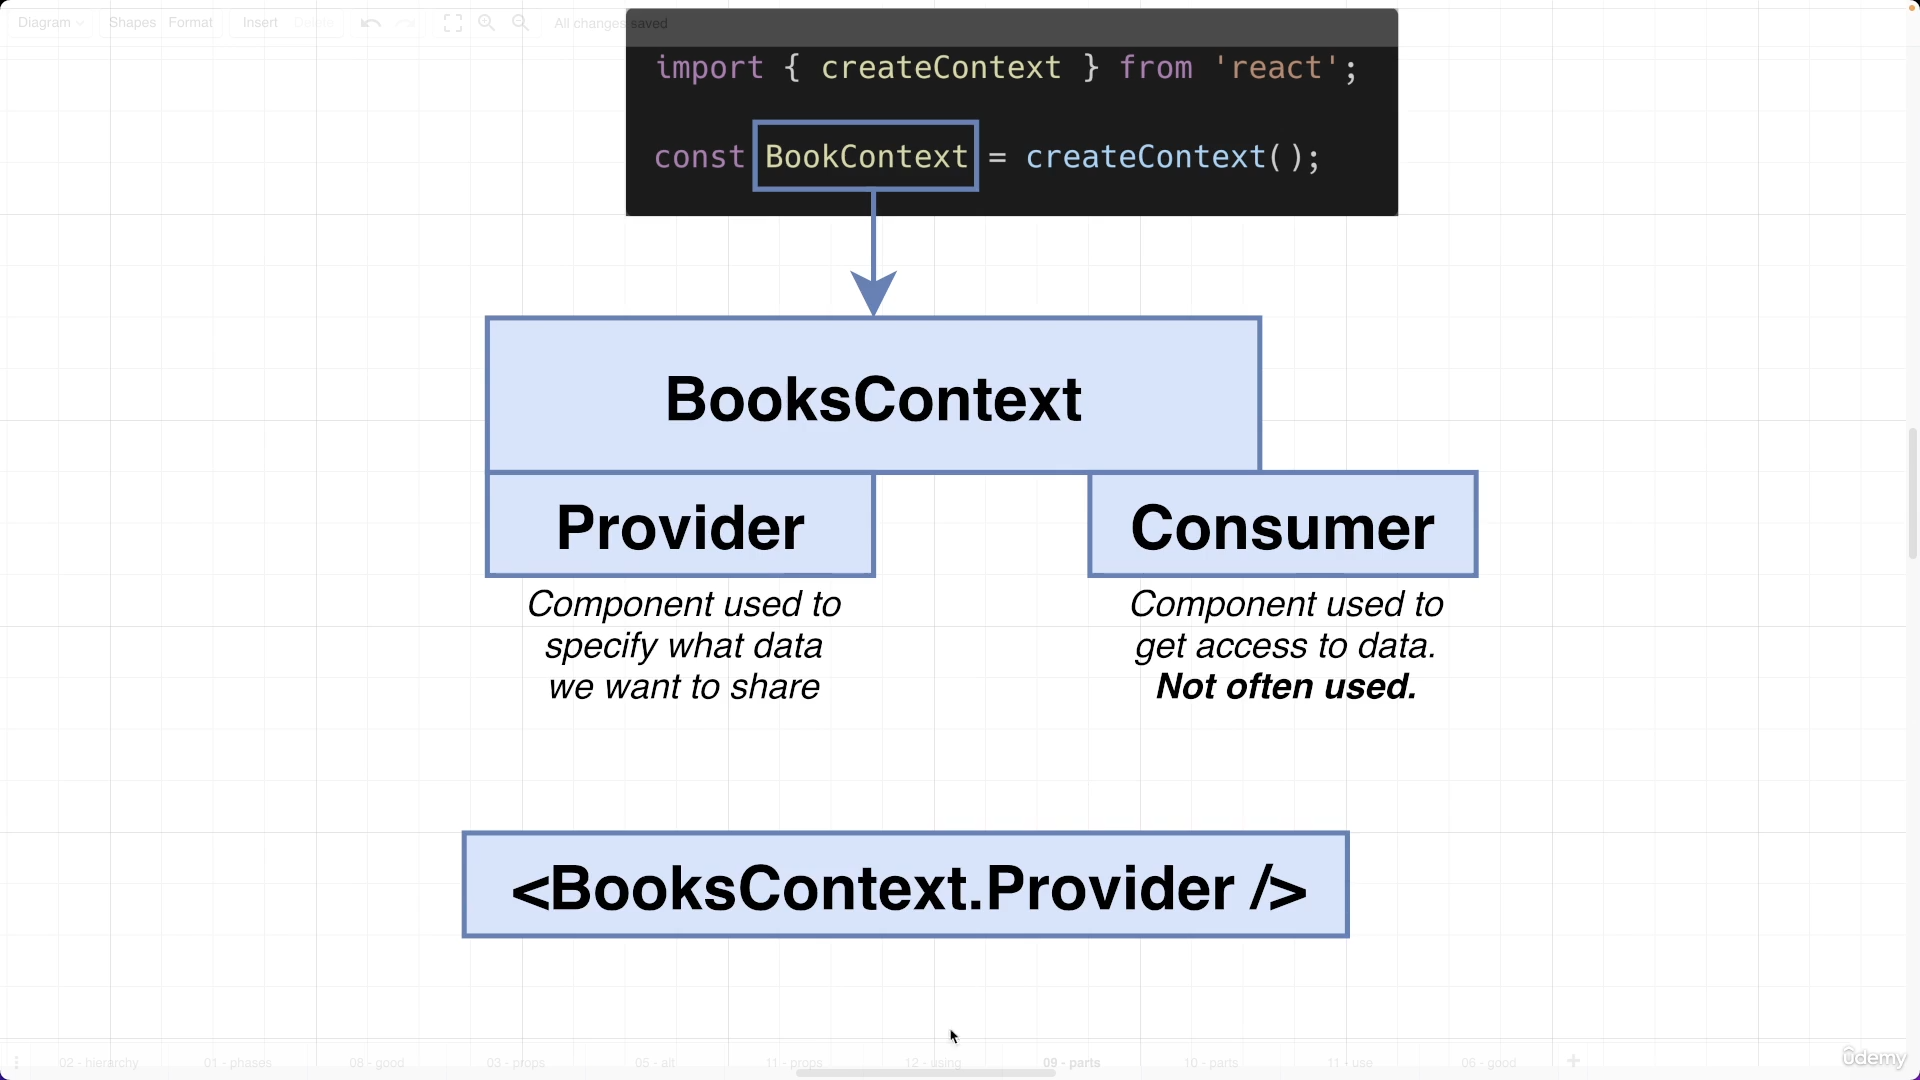 Diagram Shapes Format Insert Delete All changes saved
import { createContext } from 'react';
const BookContext = createContext();
BooksContext
Provider
Consumer
Component used to
specify what data
we want to share
Component used to
get access to data.
Not often used.
<BooksContext.Provider />
02 - hierarchy 01 - phases 08 - good 03 - props 05 - alt 11 - props 12 - using 09 - parts 10 - parts 11 - use 06 - good
ûdemy